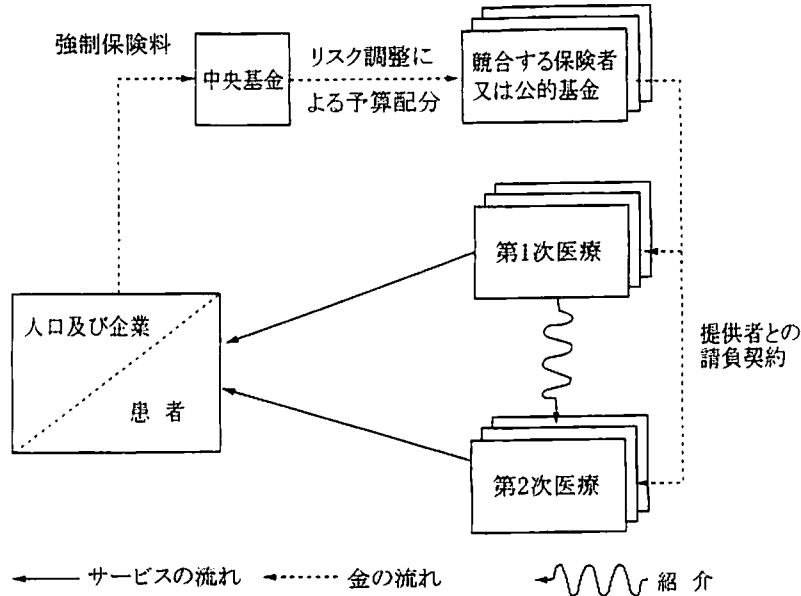 強制保険料
中央基金
リスク調整に
よる予算配分
競合する保険者
又は公的基金
第1次医療
人口及び企業
患者
提供者との
請負契約
第2次医療
サービスの流れ
金の流れ
紹介